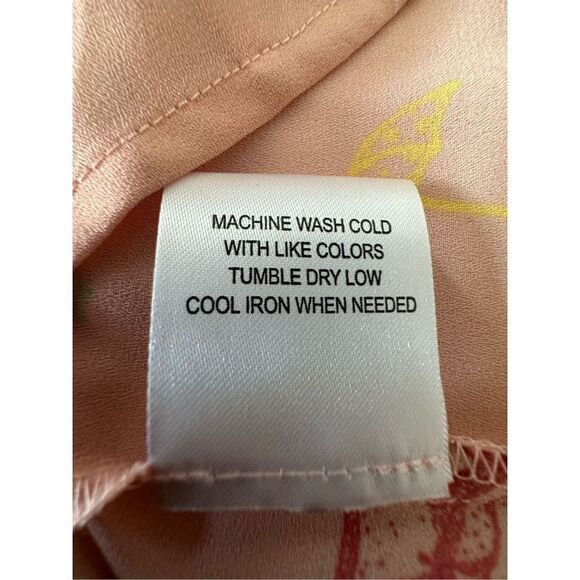 MACHINE WASH COLD
WITH LIKE COLORS
TUMBLE DRY LOW
COOL IRON WHEN NEEDED